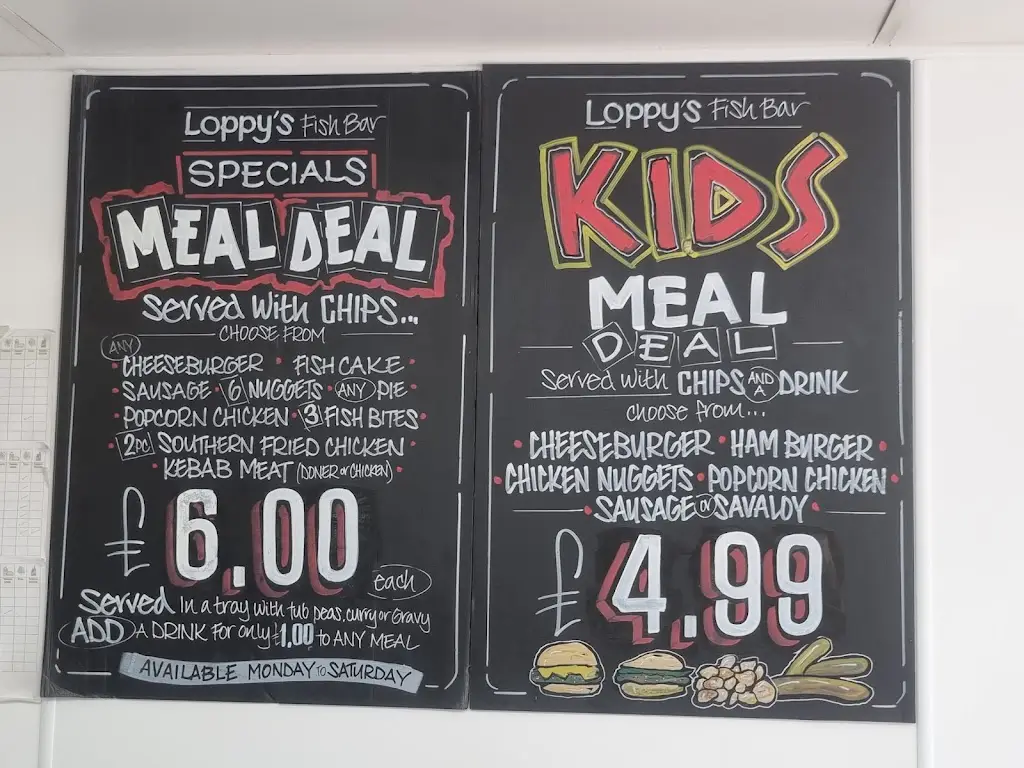 Loppy's Fish Bar
SPECIALS
MEAL DEAL
Served with CHIPS...
CHOOSE FROM
ANY
CHEESEBURGER • FISH CAKE •
SAUSAGE • 6 NUGGETS • ANY PIE
• POPCORN CHICKEN • 3 FISH BITES •
2PC SOUTHERN FRIED CHICKEN •
KEBAB MEAT (DONER or CHICKEN) •
£6.00 each
Served In a tray with tub peas, curry or Gravy
ADD A DRINK For only £1.00 to ANY MEAL
AVAILABLE MONDAY to SATURDAY
Loppy's Fish Bar
KIDS
MEAL
DEAL
Served with CHIPS AND A DRINK
choose from...
• CHEESEBURGER • HAM BURGER •
• CHICKEN NUGGETS • POPCORN CHICKEN •
• SAUSAGE or SAVALOY •
£4.99